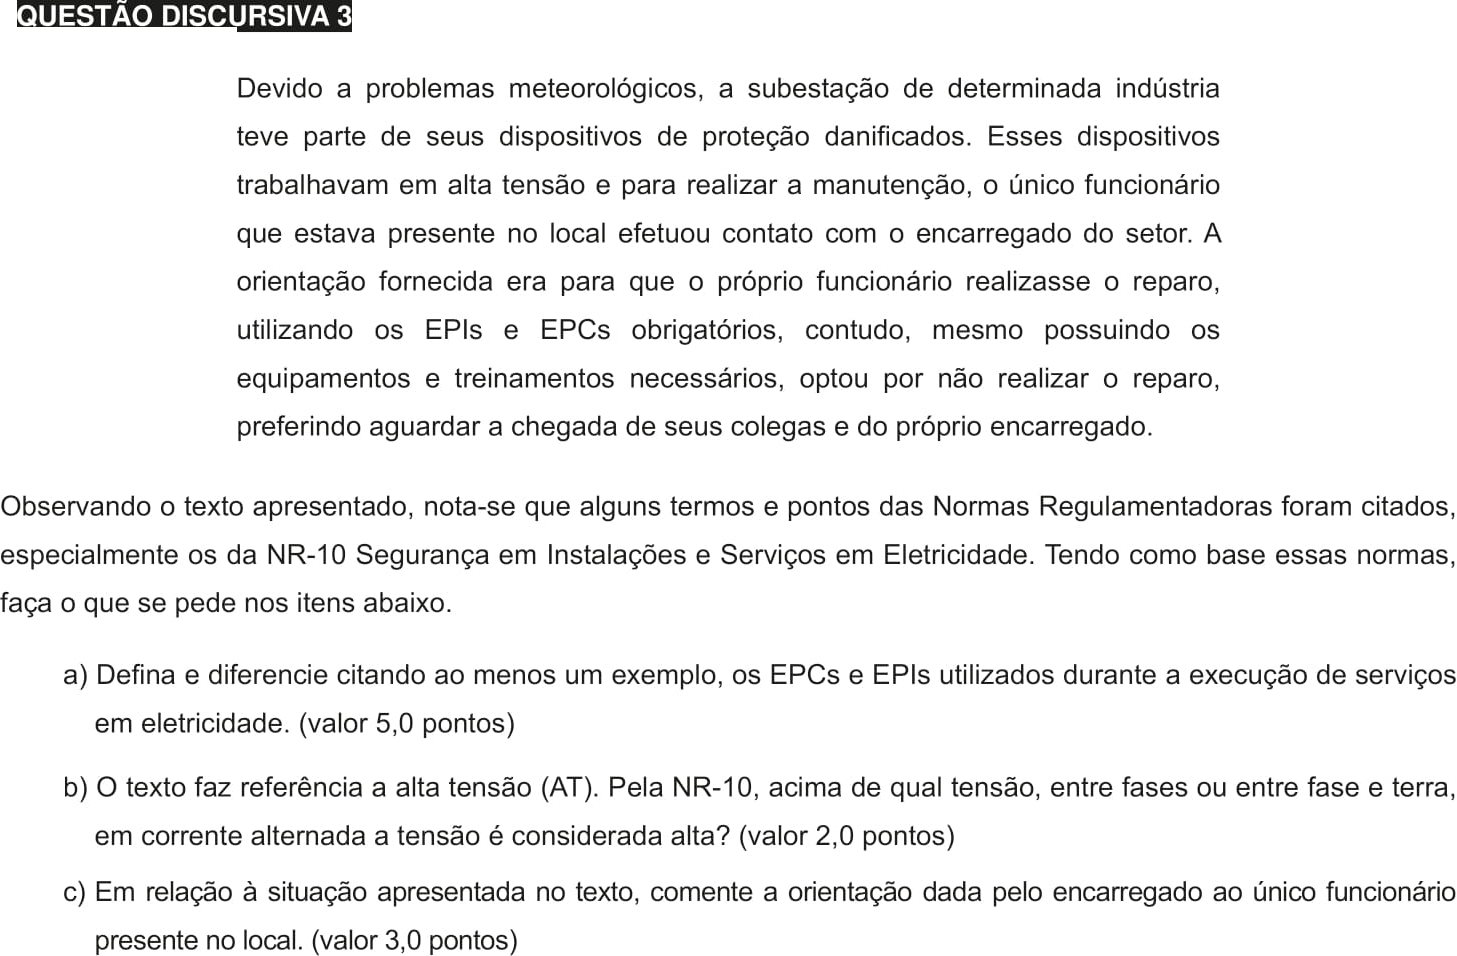 QUESTÃO DISCURSIVA 3
Devido a problemas meteorológicos, a subestação de determinada indústria
teve parte de seus dispositivos de proteção danificados. Esses dispositivos
trabalhavam em alta tensão e para realizar a manutenção, o único funcionário
que estava presente no local efetuou contato com o encarregado do setor. A
orientação fornecida era para que o próprio funcionário realizasse o reparo,
utilizando os EPIs e EPCs obrigatórios, contudo, mesmo possuindo os
equipamentos e treinamentos necessários, optou por não realizar o reparo,
preferindo aguardar a chegada de seus colegas e do próprio encarregado.
Observando o texto apresentado, nota-se que alguns termos e pontos das Normas Regulamentadoras foram citados,
especialmente os da NR-10 Segurança em Instalações e Serviços em Eletricidade. Tendo como base essas normas,
faça o que se pede nos itens abaixo.
a) Defina e diferencie citando ao menos um exemplo, os EPCs e EPIs utilizados durante a execução de serviços
em eletricidade. (valor 5,0 pontos)
b) O texto faz referência a alta tensão (AT). Pela NR-10, acima de qual tensão, entre fases ou entre fase e terra,
em corrente alternada a tensão é considerada alta? (valor 2,0 pontos)
c) Em relação à situação apresentada no texto, comente a orientação dada pelo encarregado ao único funcionário
presente no local. (valor 3,0 pontos)